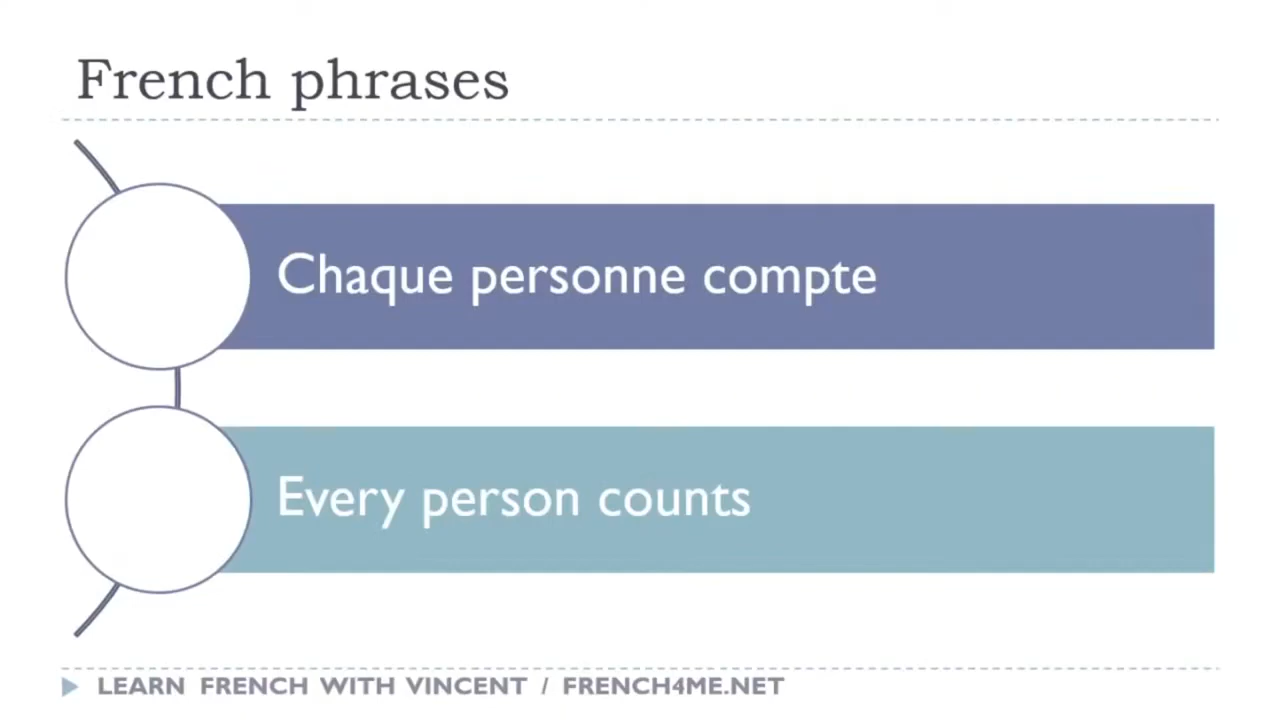 French phrases
Chaque personne compte
Every person counts
LEARN FRENCH WITH VINCENT / FRENCH4ME.NET